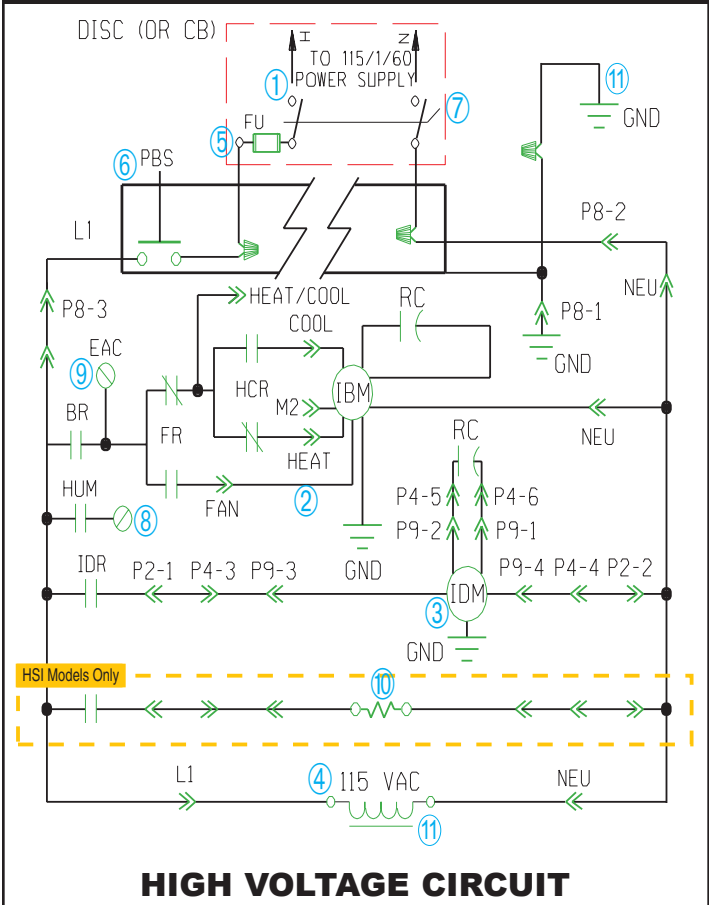 DISC (OR CB)
H
N
TO 115/1/60
POWER SUPPLY
1
11
7
FU
GND
5
6
PBS
P8-2
L1
NEU
HEAT/COOL
RC
P8-3
COOL
P8-1
EAC
GND
9
HCR
IBM
BR
M2
FR
NEU
RC
HEAT
HUM
P4-5
P4-6
2
8
FAN
P9-2
P9-1
IDR
P2-1
P4-3
P9-3
GND
P9-4
P4-4
P2-2
IDM
3
GND
HSI Models Only
10
L1
4
115 VAC
NEU
11
HIGH VOLTAGE CIRCUIT